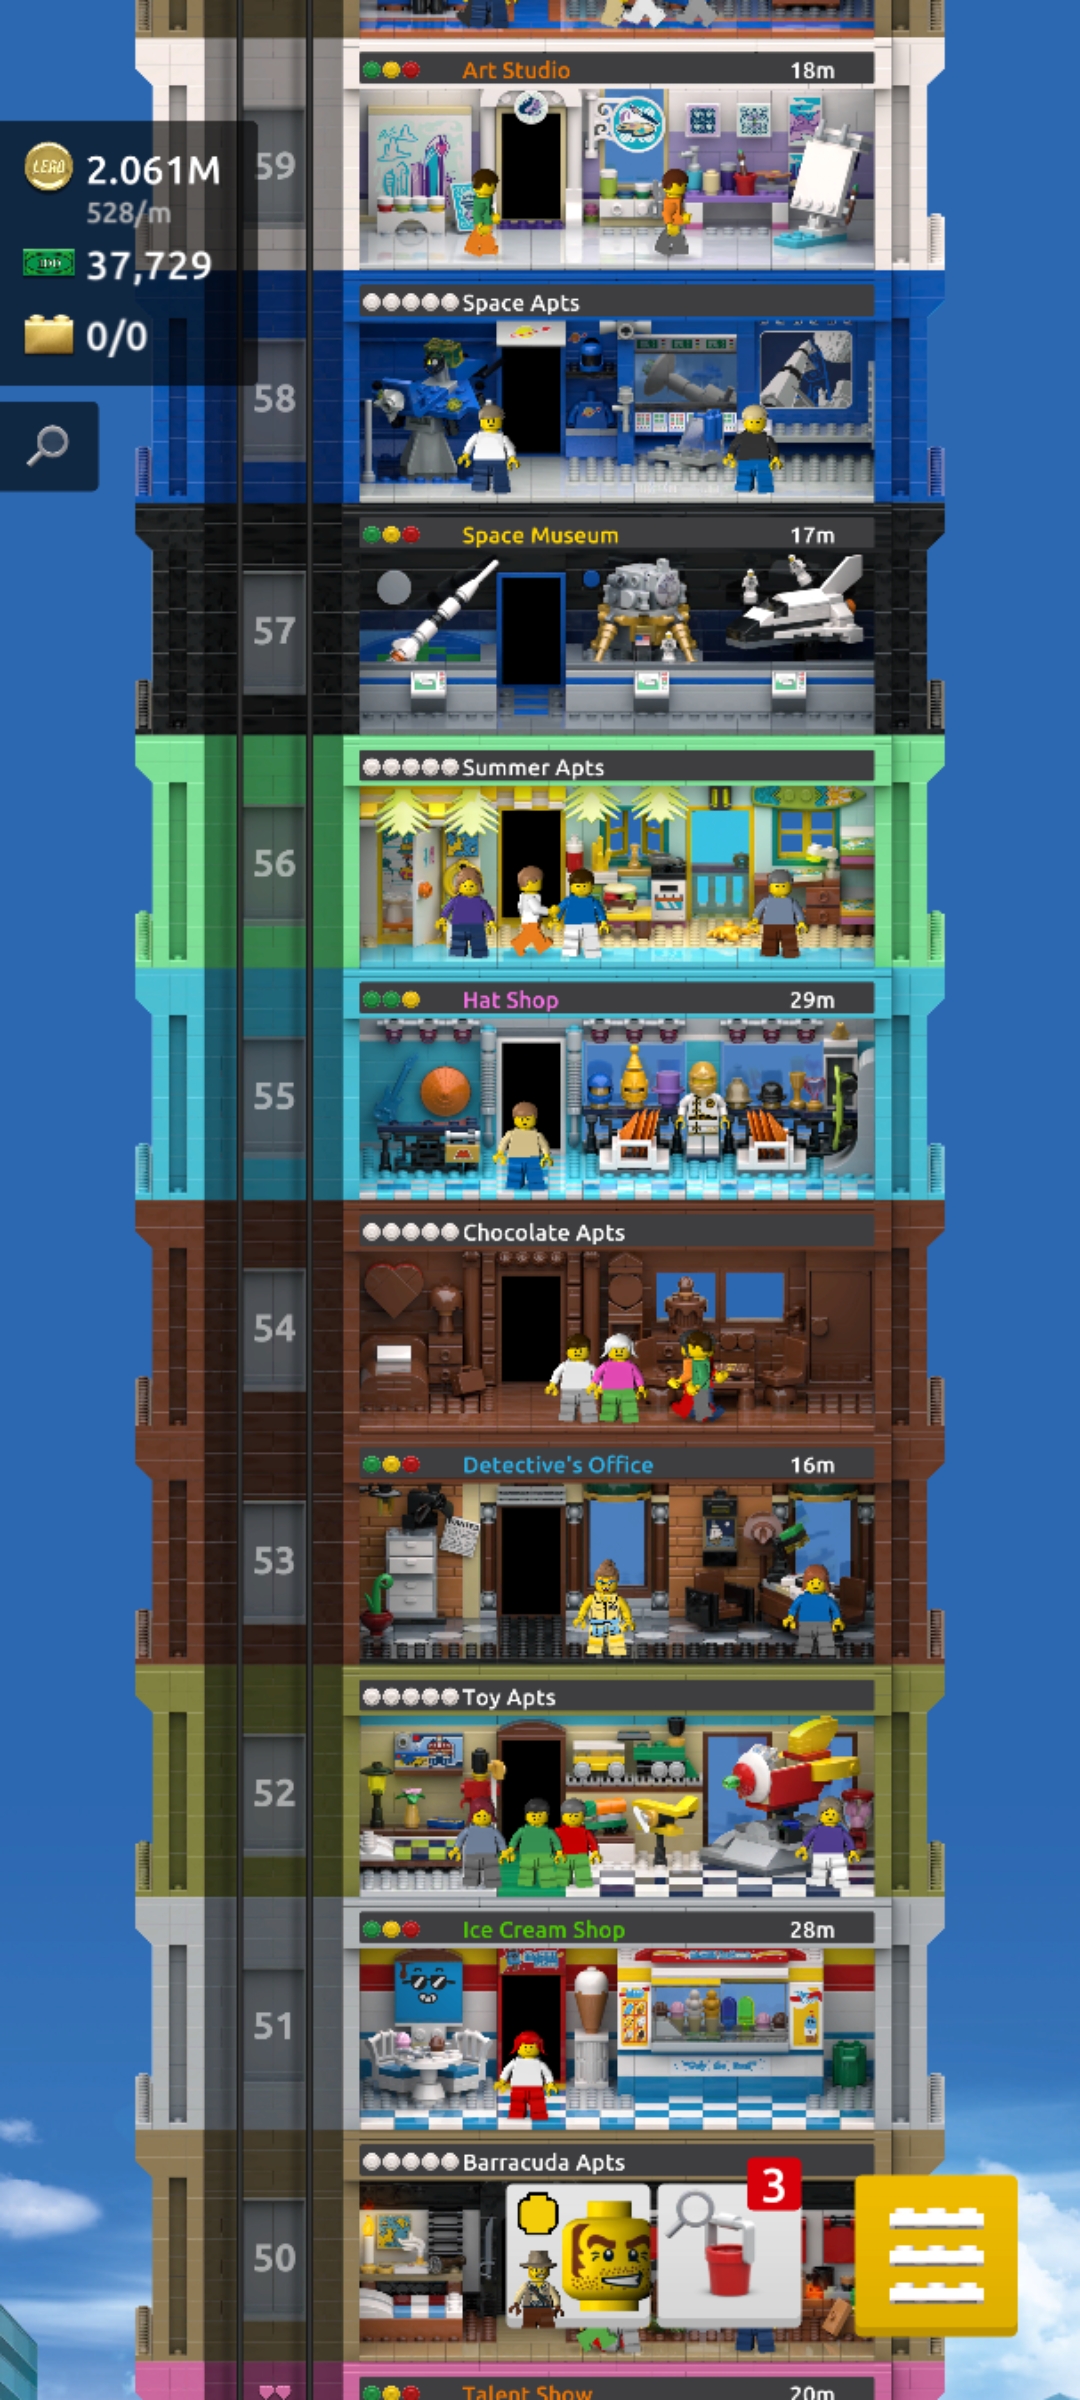 Art Studio 18m
59
LEGO 2.061M
528/m
37,729
0/0
Space Apts
58
Space Museum 17m
57
Summer Apts
56
Hat Shop 29m
55
Chocolate Apts
54
Detective's Office 16m
53
WANTED
Toy Apts
52
Ice Cream Shop 28m
51
Barracuda Apts
3
50
Talent Show 20m